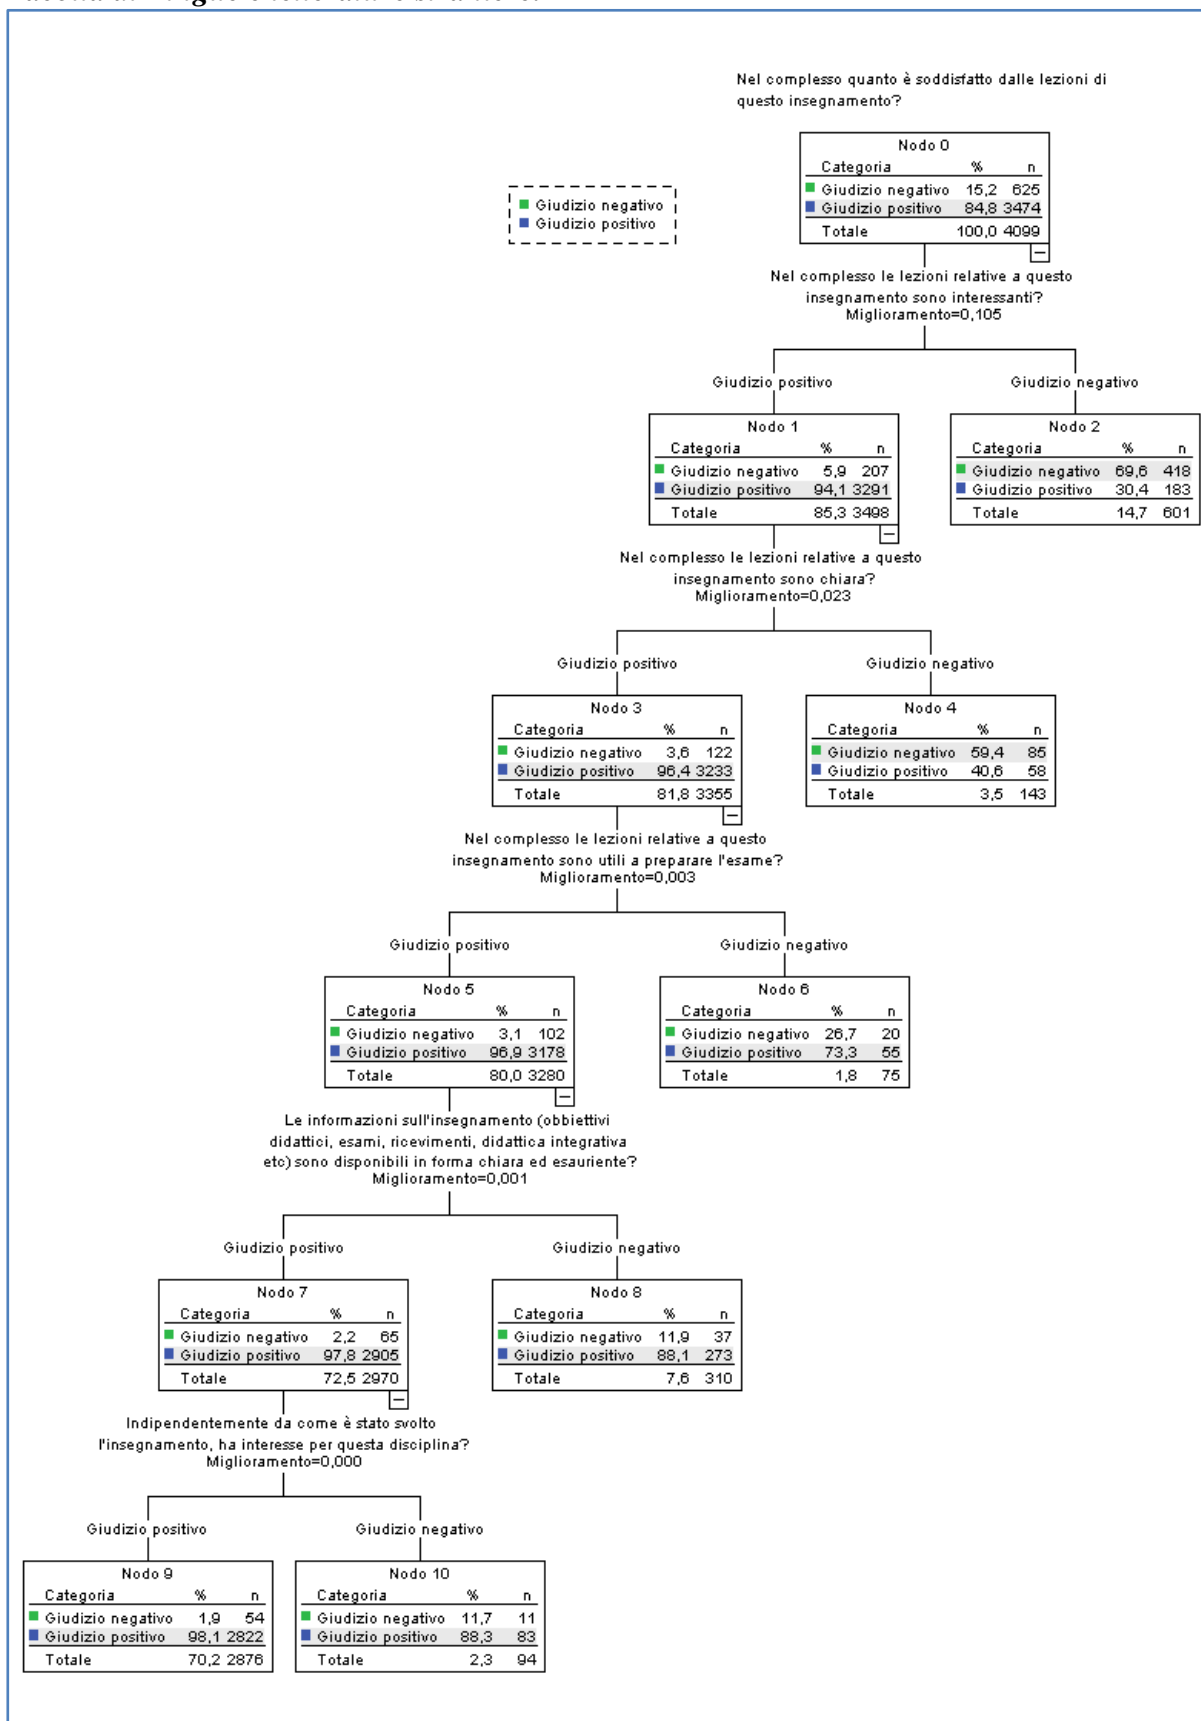 Nel complesso quanto è soddisfatto dalle lezioni di
questo insegnamento?
Nodo 0
Categoria % n
Giudizio negativo 15,2 625
Giudizio positivo 84,8 3474
Totale 100,0 4099
Giudizio negativo
Giudizio positivo
Nel complesso le lezioni relative a questo
insegnamento sono interessanti?
Miglioramento=0,105
Giudizio positivo
Giudizio negativo
Nodo 1
Categoria % n
Giudizio negativo 5,9 207
Giudizio positivo 94,1 3291
Totale 85,3 3498
Nodo 2
Categoria % n
Giudizio negativo 69,6 418
Giudizio positivo 30,4 183
Totale 14,7 601
Nel complesso le lezioni relative a questo
insegnamento sono chiara?
Miglioramento=0,023
Giudizio positivo
Giudizio negativo
Nodo 3
Categoria % n
Giudizio negativo 3,6 122
Giudizio positivo 96,4 3233
Totale 81,8 3355
Nodo 4
Categoria % n
Giudizio negativo 59,4 85
Giudizio positivo 40,6 58
Totale 3,5 143
Nel complesso le lezioni relative a questo
insegnamento sono utili a preparare l'esame?
Miglioramento=0,003
Giudizio positivo
Giudizio negativo
Nodo 5
Categoria % n
Giudizio negativo 3,1 102
Giudizio positivo 96,9 3178
Totale 80,0 3280
Nodo 6
Categoria % n
Giudizio negativo 26,7 20
Giudizio positivo 73,3 55
Totale 1,8 75
Le informazioni sull'insegnamento (obbiettivi
didattici, esami, ricevimenti, didattica integrativa
etc) sono disponibili in forma chiara ed esauriente?
Miglioramento=0,001
Giudizio positivo
Giudizio negativo
Nodo 7
Categoria % n
Giudizio negativo 2,2 65
Giudizio positivo 97,8 2905
Totale 72,5 2970
Nodo 8
Categoria % n
Giudizio negativo 11,9 37
Giudizio positivo 88,1 273
Totale 7,6 310
Indipendentemente da come è stato svolto
l'insegnamento, ha interesse per questa disciplina?
Miglioramento=0,000
Giudizio positivo
Giudizio negativo
Nodo 9
Categoria % n
Giudizio negativo 1,9 54
Giudizio positivo 98,1 2822
Totale 70,2 2876
Nodo 10
Categoria % n
Giudizio negativo 11,7 11
Giudizio positivo 88,3 83
Totale 2,3 94